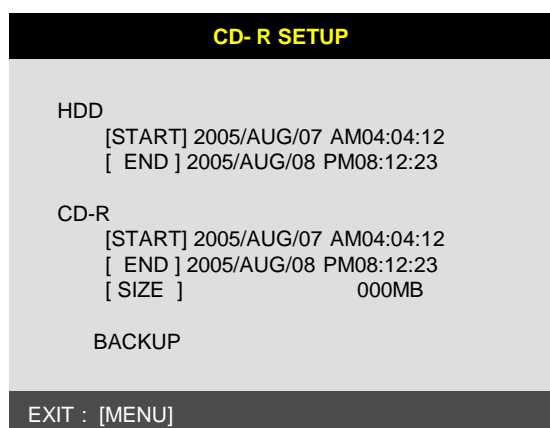 CD- R SETUP
HDD
[START] 2005/AUG/07 AM04:04:12
[ END ] 2005/AUG/08 PM08:12:23
CD-R
[START] 2005/AUG/07 AM04:04:12
[ END ] 2005/AUG/08 PM08:12:23
[ SIZE ] 000MB
BACKUP
EXIT : [MENU]